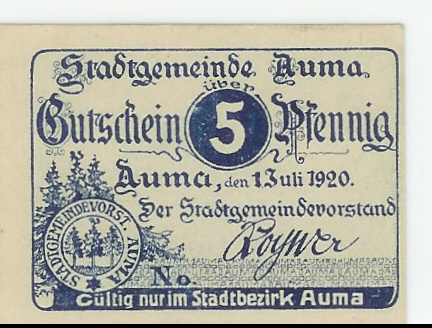 Stadtgemeinde Auma.
über
Gutschein 5 Pfennig
Auma, den 1. Juli 1920.
Der Stadtgemeindevorstand
STADTGEMEINDEVORST. AUMA
No.
Gültig nur im Stadtbezirk Auma